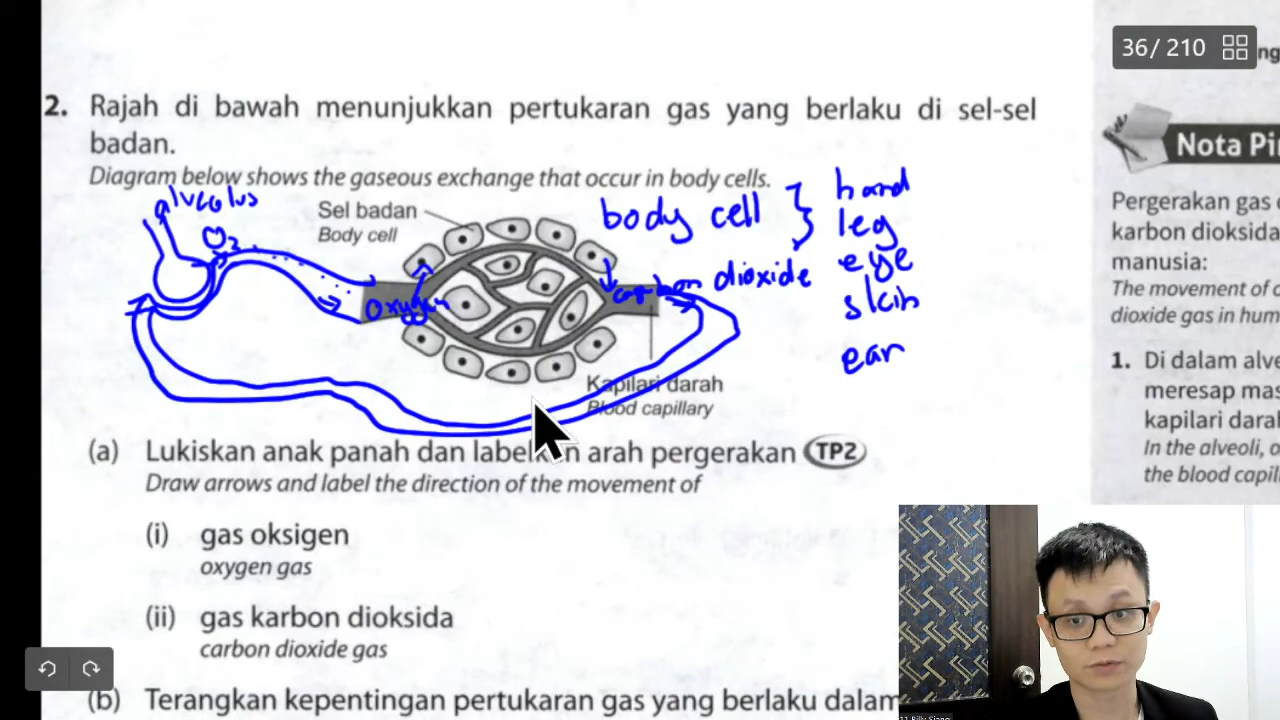 36/ 210
ng
2. Rajah di bawah menunjukkan pertukaran gas yang berlaku di sel-sel
badan.
Diagram below shows the gaseous exchange that occur in body cells.
alveolus
O2
Sel badan
Body cell
body cell
hand
leg
eye
skin
ear
oxygen
carbon dioxide
Kapilari darah
Blood capillary
(a) Lukiskan anak panah dan label arah pergerakan TP2
Draw arrows and label the direction of the movement of
(i) gas oksigen
oxygen gas
(ii) gas karbon dioksida
carbon dioxide gas
(b) Terangkan kepentingan pertukaran gas yang berlaku dalam
Nota Pi
Pergerakan gas
karbon dioksida
manusia:
The movement of
dioxide gas in hum
1. Di dalam alve
meresap mas
kapilari daral
In the alveoli, o
the blood capil